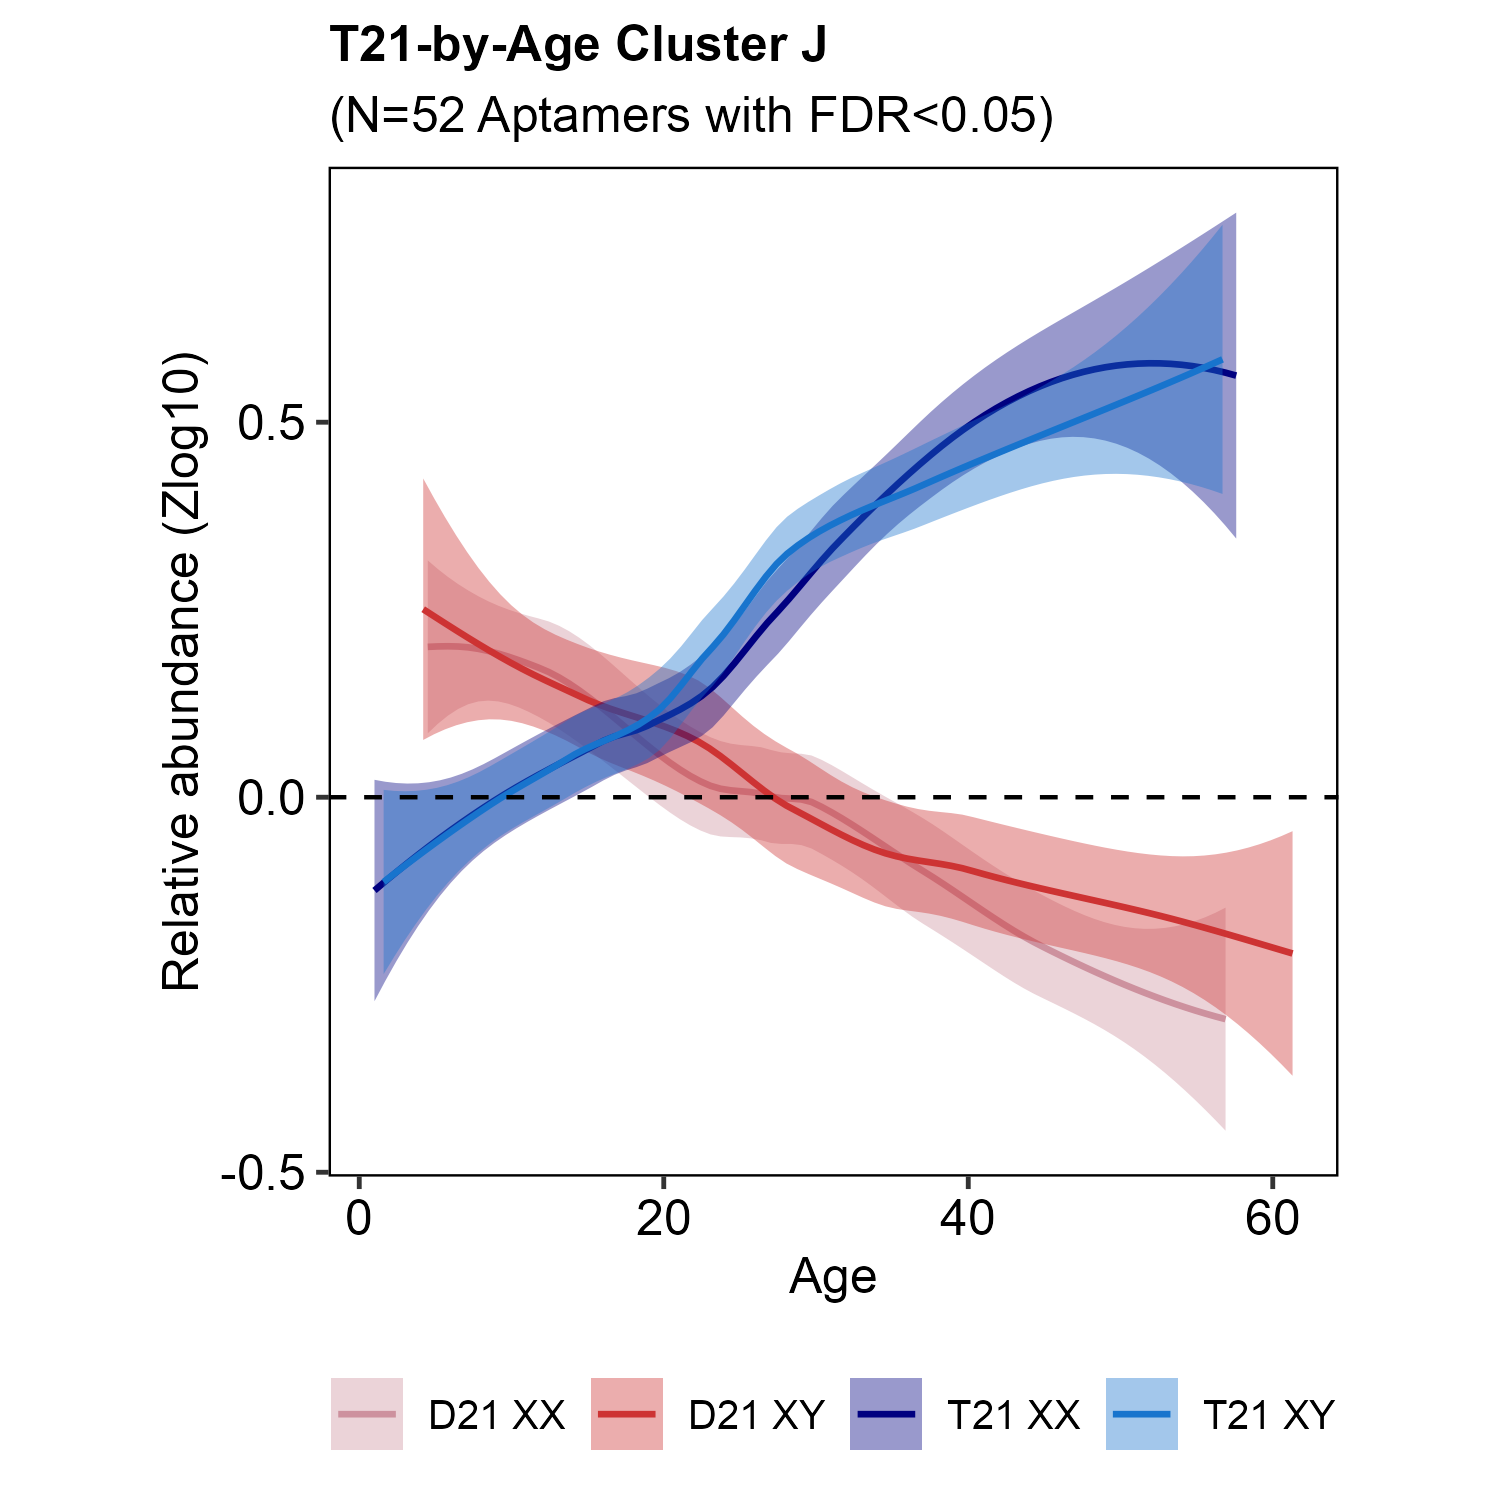 T21-by-Age Cluster J
(N=52 Aptamers with FDR<0.05)
Relative abundance (Zlog10)
0.5
0.0
-0.5
0 20 40 60
Age
D21 XX D21 XY T21 XX T21 XY